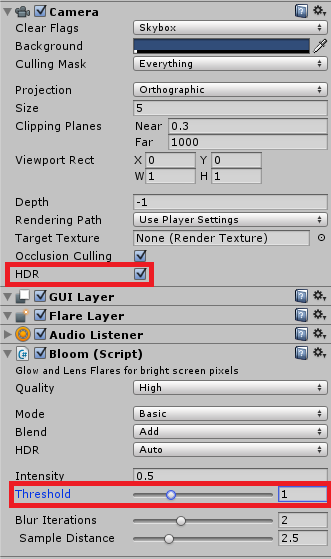 Camera
Clear Flags Skybox
Background
Culling Mask Everything
Projection Orthographic
Size 5
Clipping Planes Near 0.3
Far 1000
Viewport Rect X 0 Y 0
W 1 H 1
Depth -1
Rendering Path Use Player Settings
Target Texture None (Render Texture)
Occlusion Culling
HDR
GUI Layer
Flare Layer
Audio Listener
Bloom (Script)
Glow and Lens Flares for bright screen pixels
Quality High
Mode Basic
Blend Add
HDR Auto
Intensity 0.5
Threshold 1
Blur Iterations 2
Sample Distance 2.5